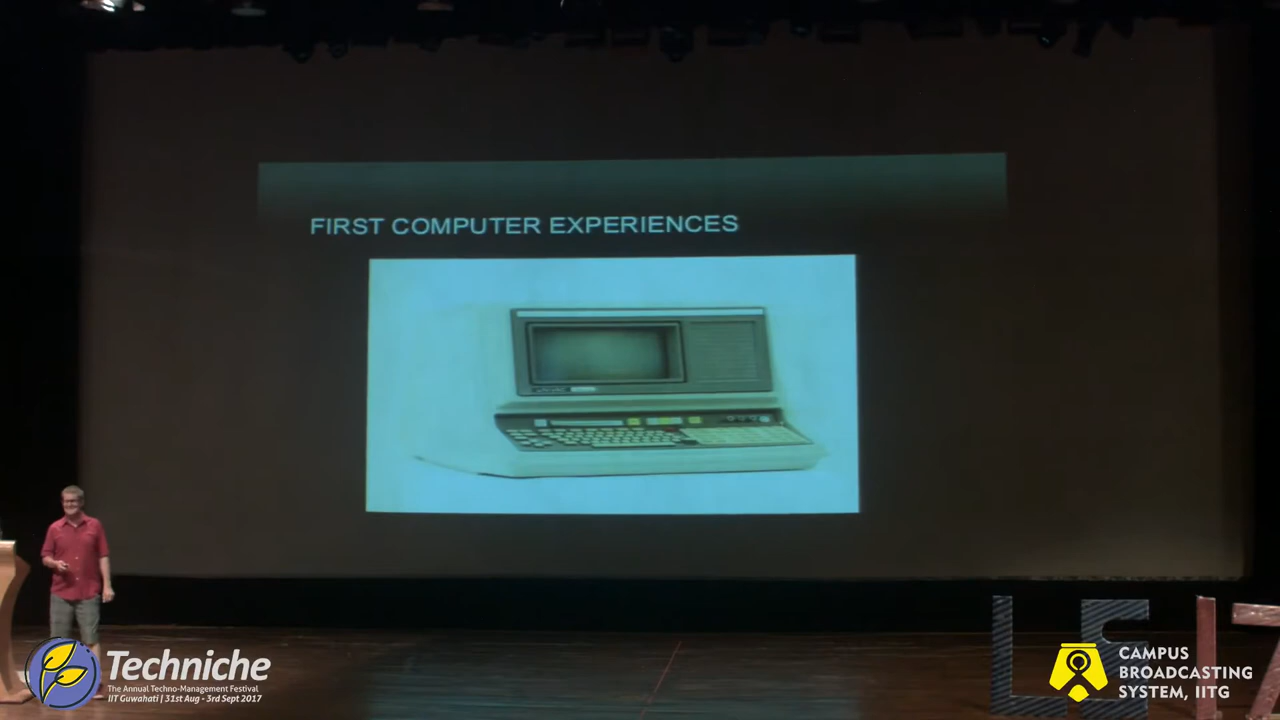 FIRST COMPUTER EXPERIENCES
Techniche
The Annual Techno-Management Festival
IIT Guwahati | 31st Aug - 3rd Sept 2017
LE17
CAMPUS
BROADCASTING
SYSTEM, IITG